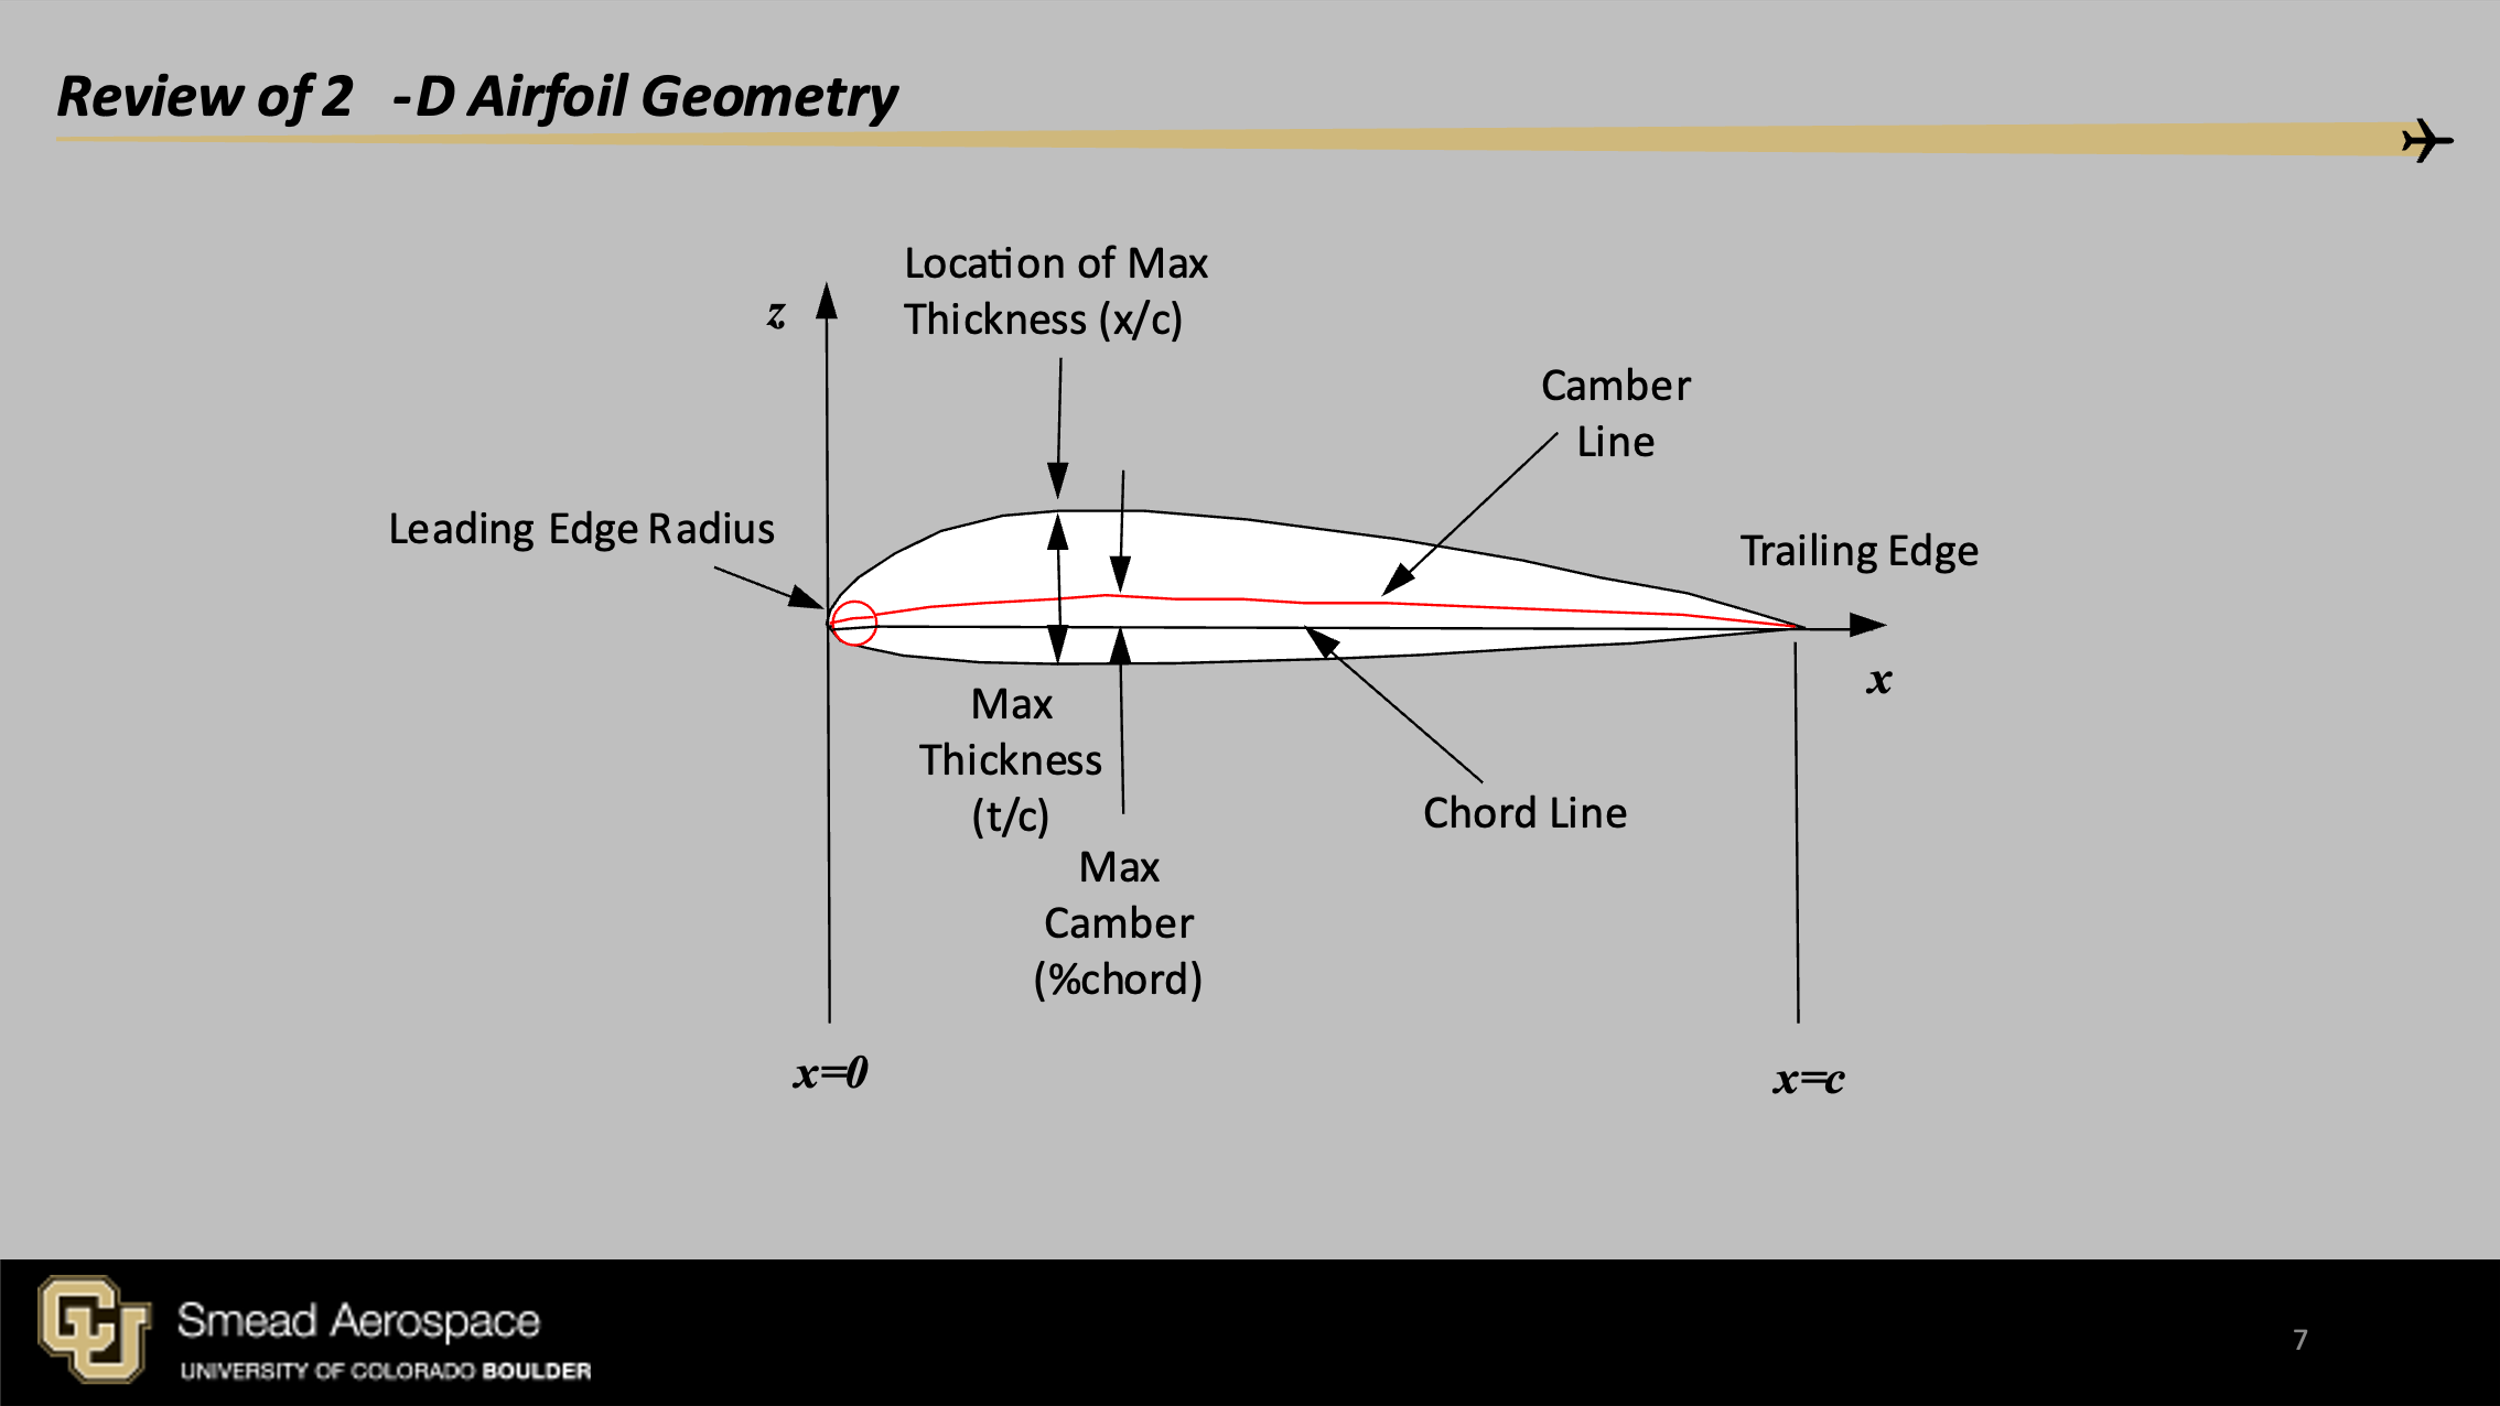 Review of 2 -D Airfoil Geometry
Location of Max
Thickness (x/c)
z
Camber
Line
Leading Edge Radius
Trailing Edge
x
Max
Thickness
(t/c)
Chord Line
Max
Camber
(%chord)
x=0
x=c
CU
Smead Aerospace
UNIVERSITY OF COLORADO BOULDER
7